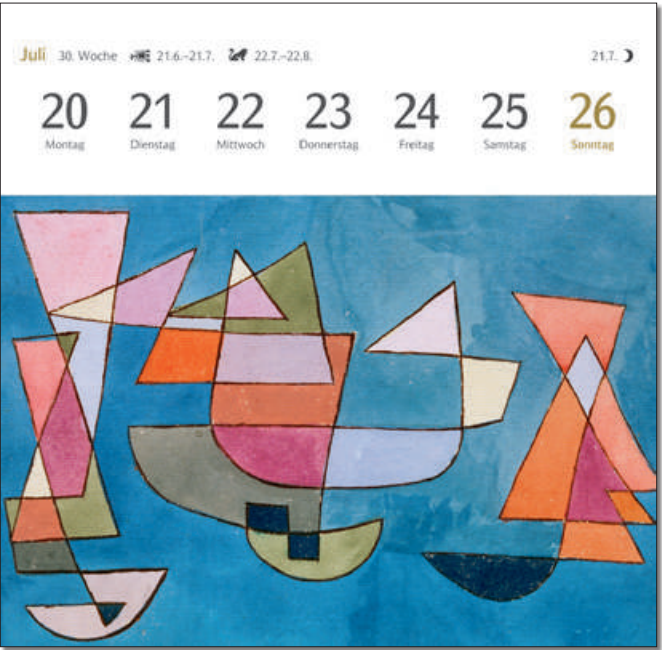 Juli 30. Woche 21.6.–21.7. 22.7.–22.8. 21.7.
20 21 22 23 24 25 26
Montag Dienstag Mittwoch Donnerstag Freitag Samstag Sonntag